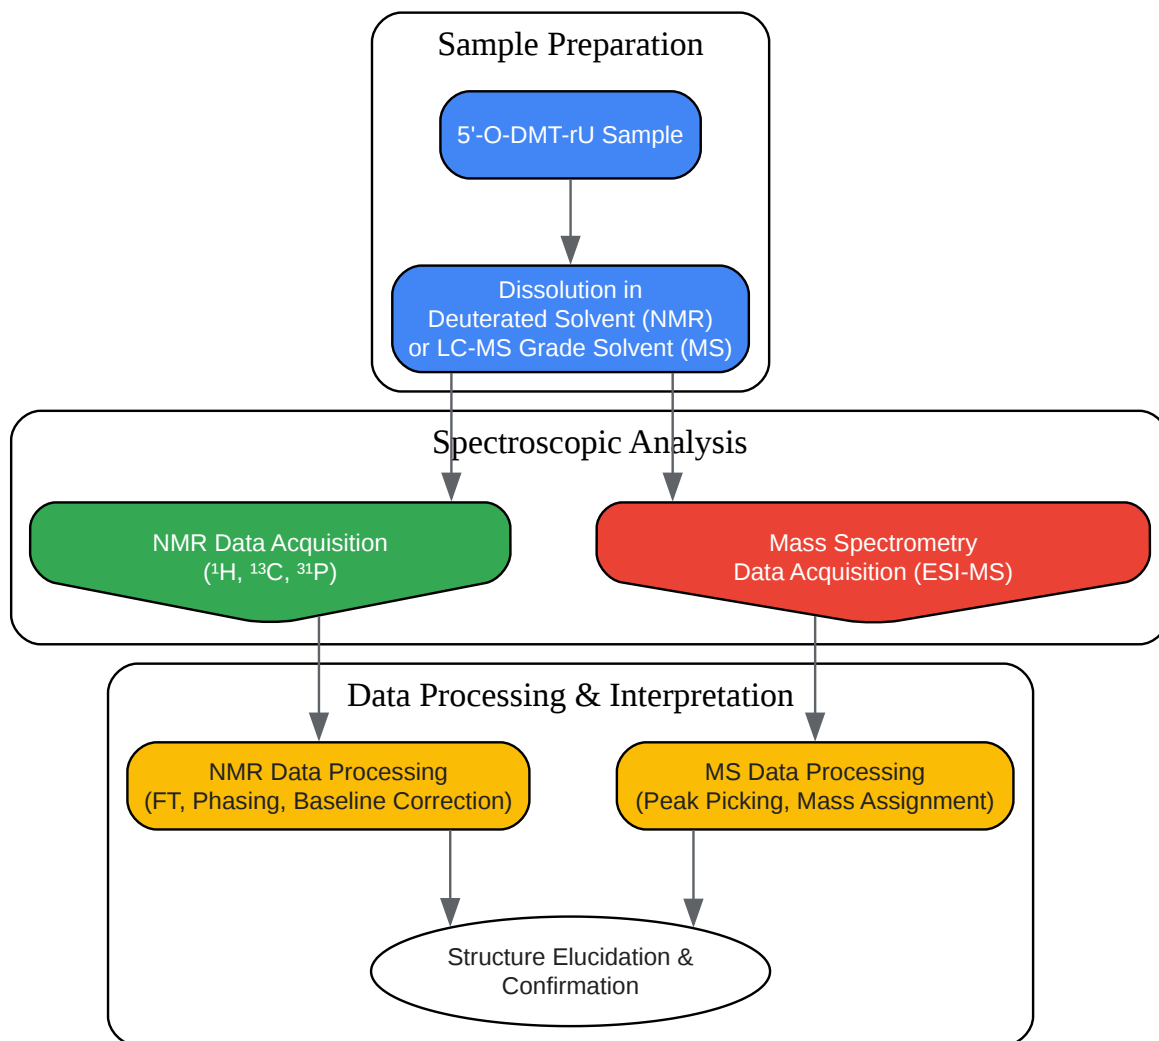 Sample Preparation
5'-O-DMT-rU Sample
Dissolution in
Deuterated Solvent (NMR)
or LC-MS Grade Solvent (MS)
Spectroscopic Analysis
NMR Data Acquisition
(¹H, ¹³C, ³¹P)
Mass Spectrometry
Data Acquisition (ESI-MS)
Data Processing & Interpretation
NMR Data Processing
(FT, Phasing, Baseline Correction)
MS Data Processing
(Peak Picking, Mass Assignment)
Structure Elucidation &
Confirmation